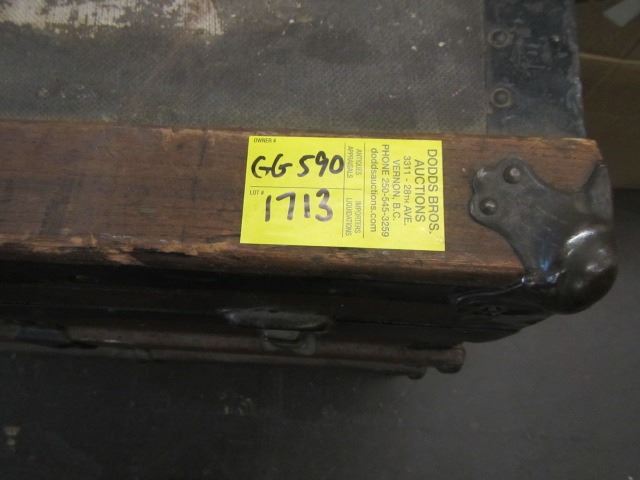 OWNER #
GG590
LOT #
1713
ANTIQUES
APPRAISALS
IMPORTERS
LIQUIDATIONS
DODDS BROS.
AUCTIONS
3311 - 28TH AVE.
VERNON, B.C.
PHONE 250-545-3259
doddsauctions.com